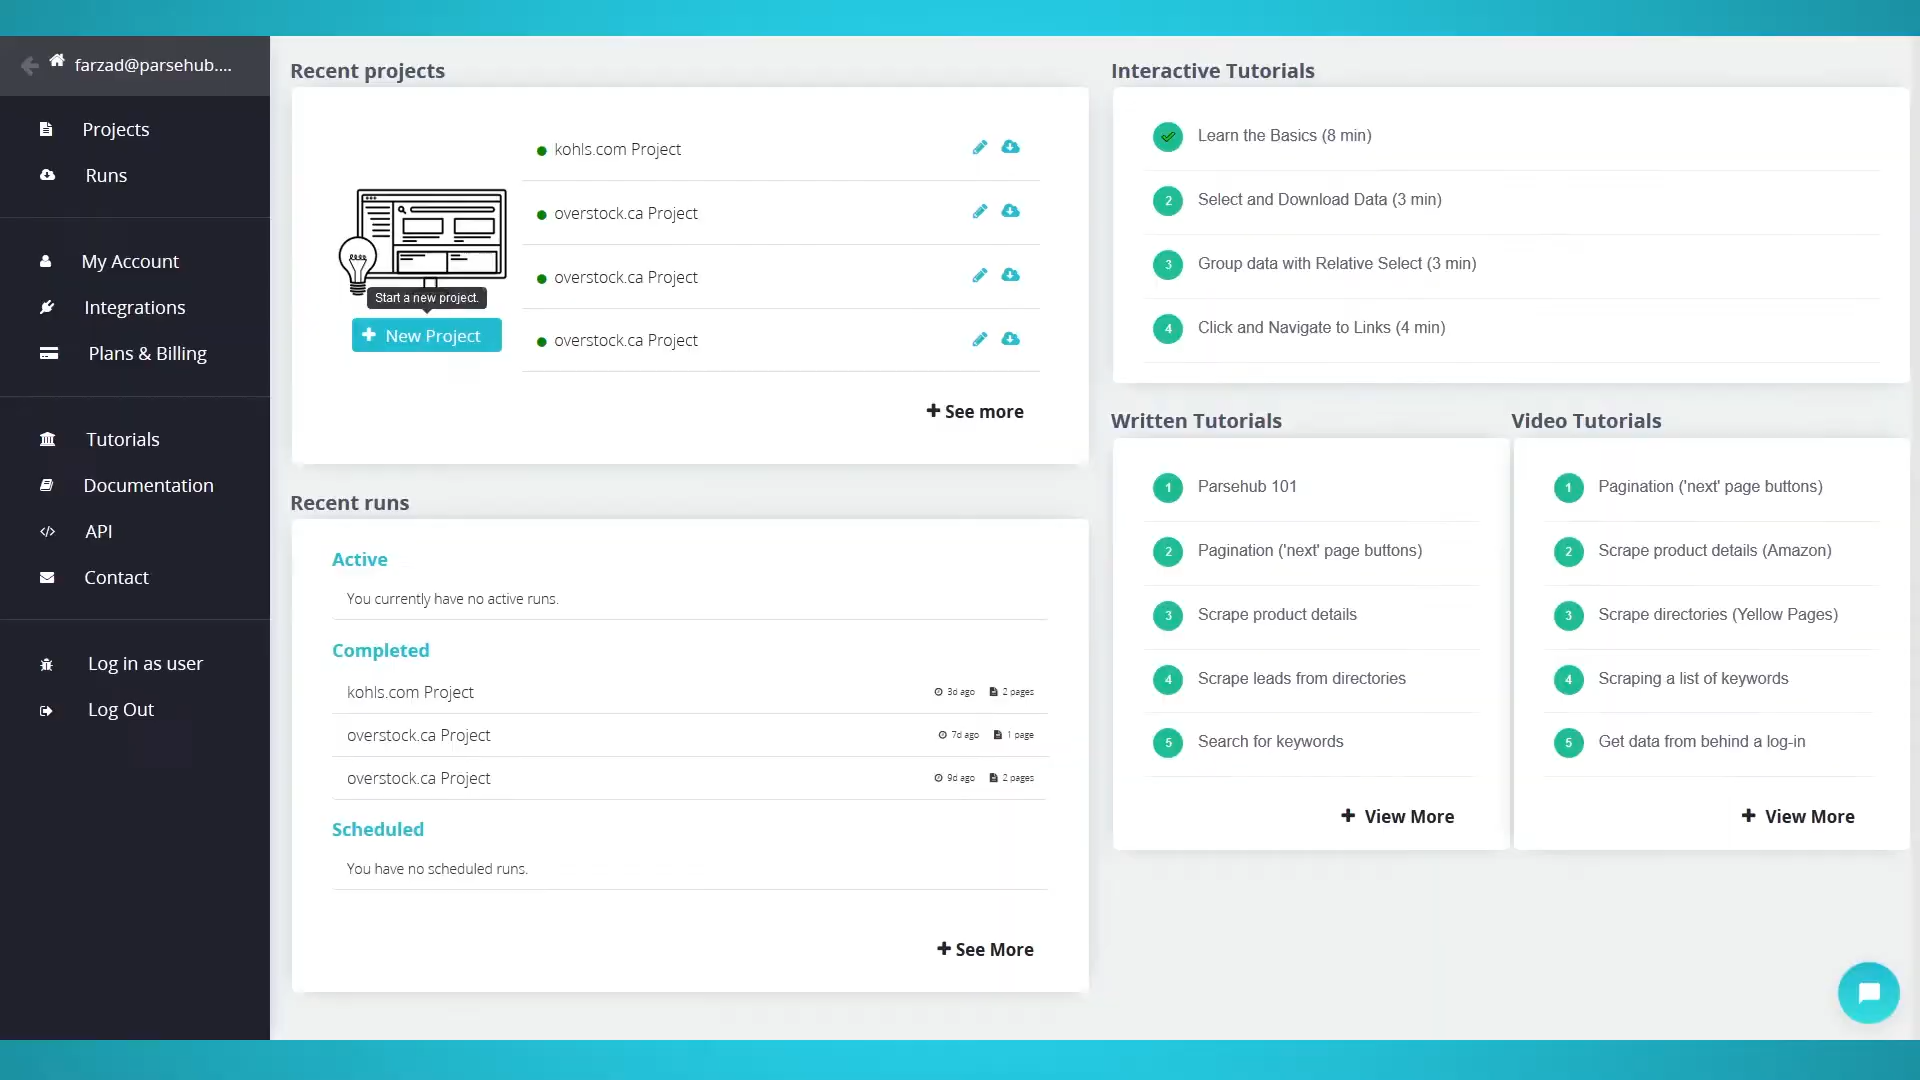 farzad@parsehub....
Projects
Runs
My Account
Integrations
Plans & Billing
Tutorials
Documentation
API
Contact
Log in as user
Log Out
Recent projects
kohls.com Project
overstock.ca Project
overstock.ca Project
overstock.ca Project
Start a new project.
New Project
See more
Recent runs
Active
You currently have no active runs.
Completed
kohls.com Project 3d ago 2 pages
overstock.ca Project 7d ago 1 page
overstock.ca Project 9d ago 2 pages
Scheduled
You have no scheduled runs.
See More
Interactive Tutorials
Learn the Basics (8 min)
2 Select and Download Data (3 min)
3 Group data with Relative Select (3 min)
4 Click and Navigate to Links (4 min)
Written Tutorials
1 Parsehub 101
2 Pagination ('next' page buttons)
3 Scrape product details
4 Scrape leads from directories
5 Search for keywords
View More
Video Tutorials
1 Pagination ('next' page buttons)
2 Scrape product details (Amazon)
3 Scrape directories (Yellow Pages)
4 Scraping a list of keywords
5 Get data from behind a log-in
View More